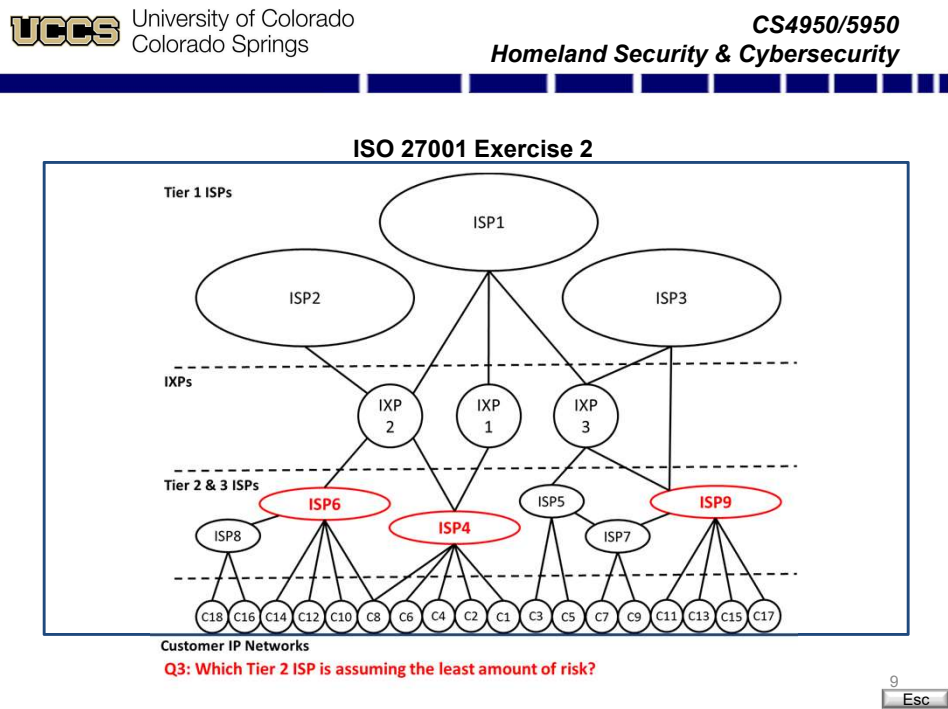 UCCS
University of Colorado
Colorado Springs
CS4950/5950
Homeland Security & Cybersecurity
ISO 27001 Exercise 2
Tier 1 ISPs
ISP1
ISP2
ISP3
IXPs
IXP
2
IXP
1
IXP
3
Tier 2 & 3 ISPs
ISP6
ISP4
ISP5
ISP9
ISP8
ISP7
C18 C16 C14 C12 C10 C8 C6 C4 C2 C1 C3 C5 C7 C9 C11 C13 C15 C17
Customer IP Networks
Q3: Which Tier 2 ISP is assuming the least amount of risk?
9
Esc